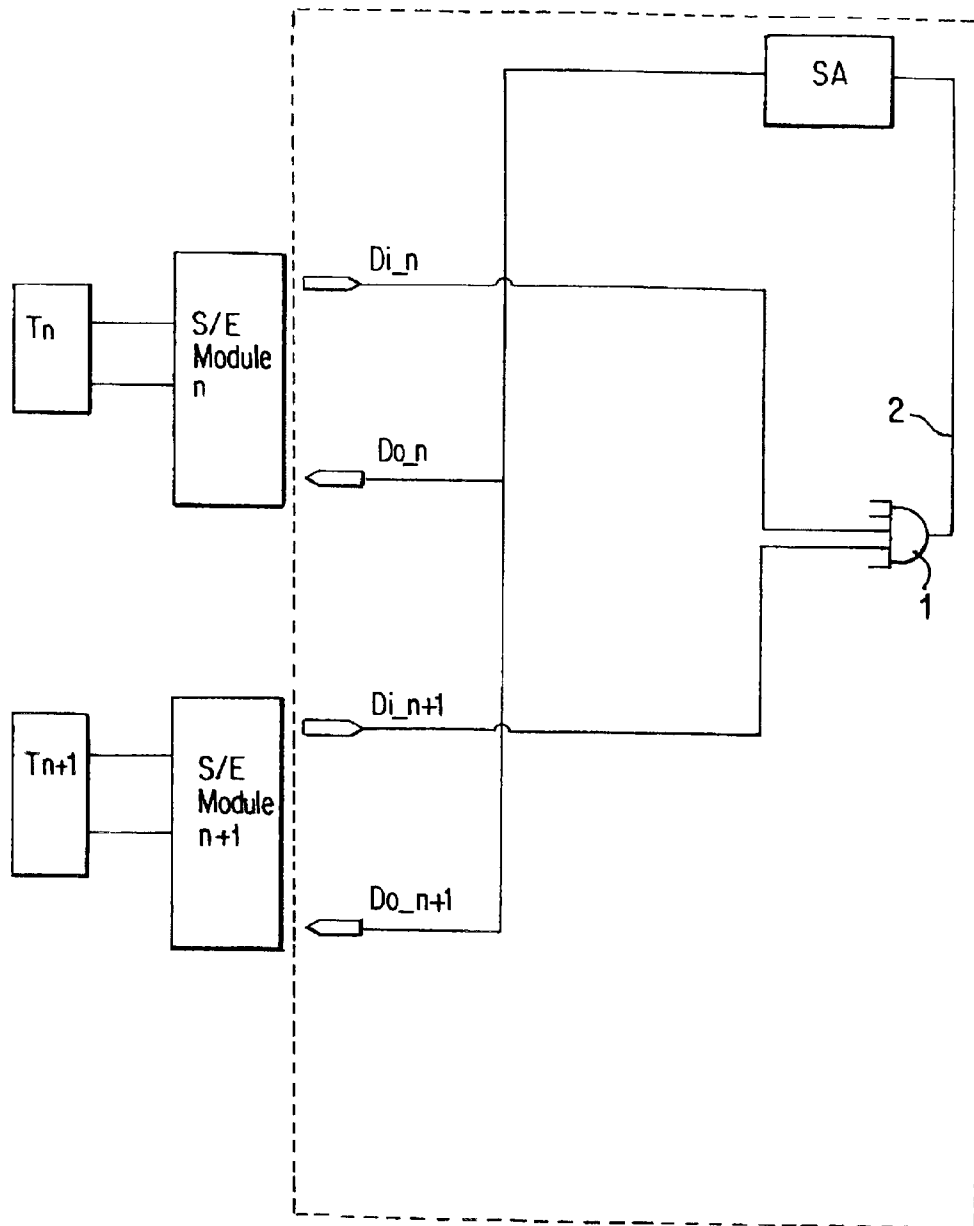 SA
Di_n
Tn
S/E
Module
n
2
Do_n
1
Di_n+1
Tn+1
S/E
Module
n+1
Do_n+1